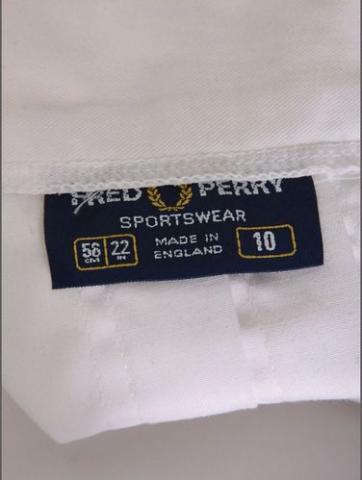 FRED PERRY
SPORTSWEAR
56 CM 22 IN MADE IN ENGLAND 10